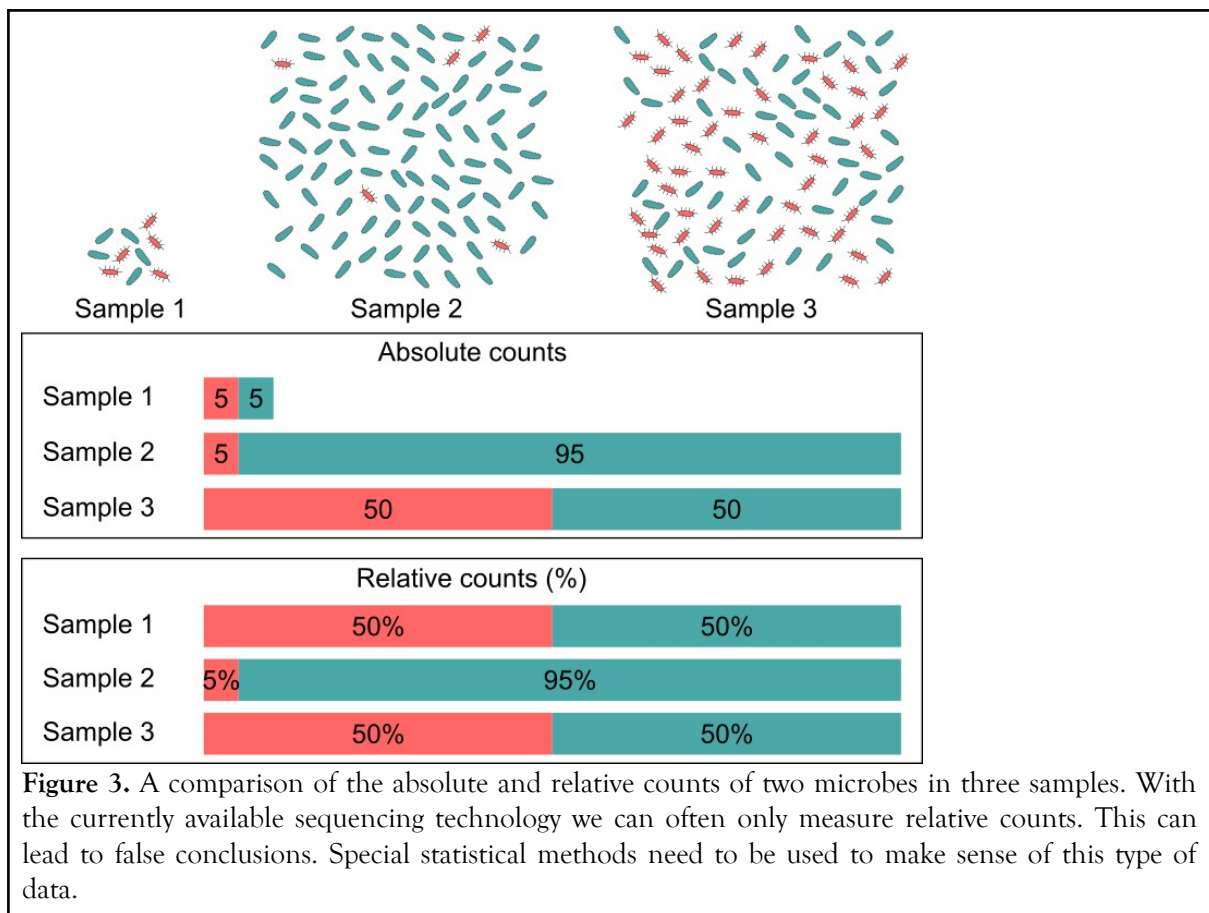 Sample 1
Sample 2
Sample 3
Absolute counts
Sample 1
5 5
Sample 2
5 95
Sample 3
50 50
Relative counts (%)
Sample 1
50% 50%
Sample 2
5% 95%
Sample 3
50% 50%
Figure 3. A comparison of the absolute and relative counts of two microbes in three samples. With
the currently available sequencing technology we can often only measure relative counts. This can
lead to false conclusions. Special statistical methods need to be used to make sense of this type of
data.